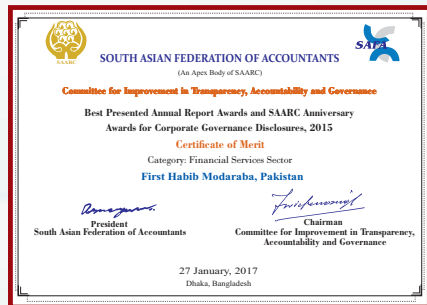 SAARC
SAFA
SOUTH ASIAN FEDERATION OF ACCOUNTANTS
(An Apex Body of SAARC)
Committee for Improvement in Transparency, Accountability and Governance
Best Presented Annual Report Awards and SAARC Anniversary
Awards for Corporate Governance Disclosures, 2015
Certificate of Merit
Category: Financial Services Sector
First Habib Modaraba, Pakistan
President
South Asian Federation of Accountants
Chairman
Committee for Improvement in Transparency,
Accountability and Governance
27 January, 2017
Dhaka, Bangladesh